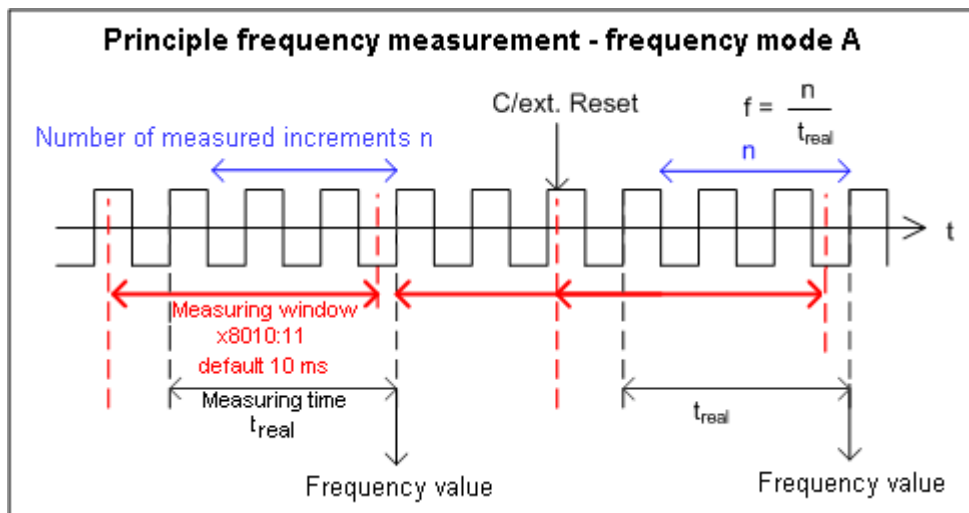 Principle frequency measurement - frequency mode A
C/ext. Reset
f = n / t_real
Number of measured increments n
n
t
Measuring window
x8010:11
default 10 ms
Measuring time
t_real
t_real
Frequency value
Frequency value